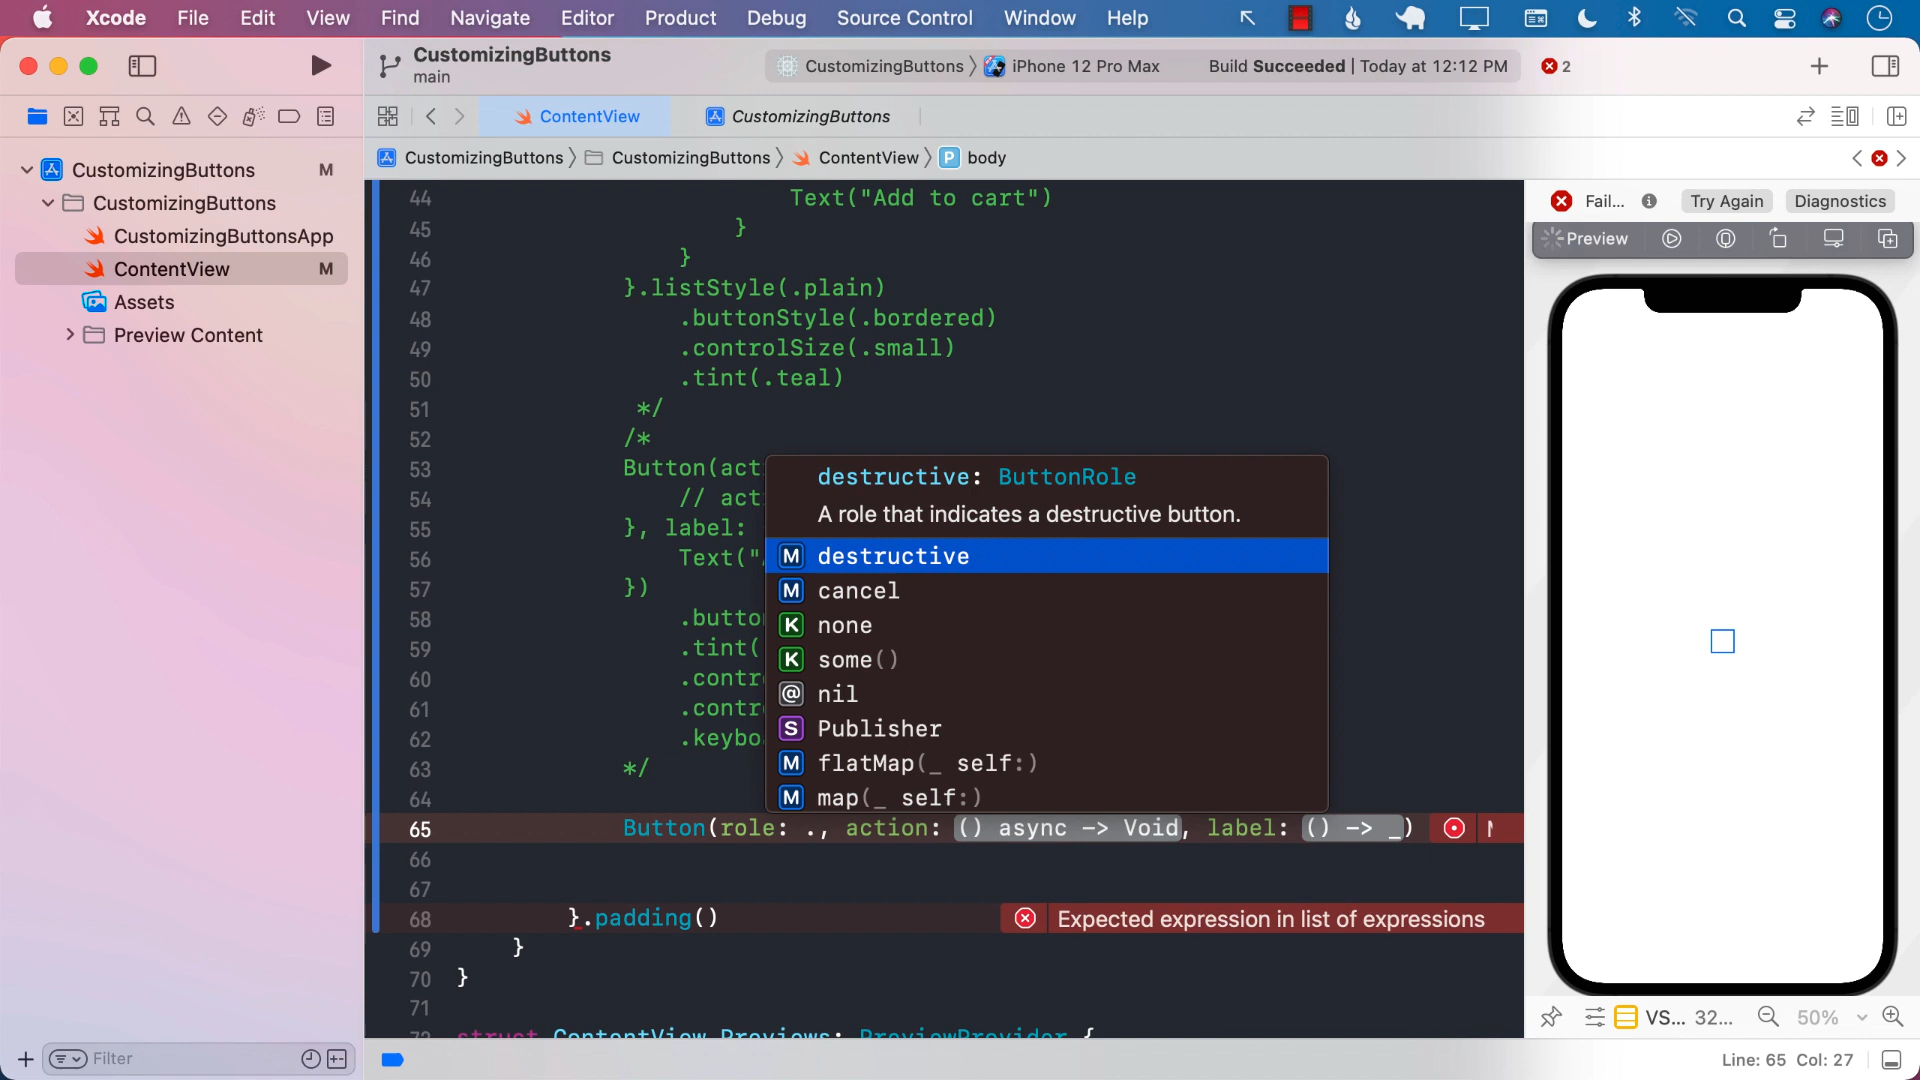 Xcode File Edit View Find Navigate Editor Product Debug Source Control Window Help
CustomizingButtons
main
CustomizingButtons 〉 iPhone 12 Pro Max Build Succeeded | Today at 12:12 PM 2
ContentView CustomizingButtons
CustomizingButtons 〉 CustomizingButtons 〉 ContentView 〉 P body
CustomizingButtons M
CustomizingButtons
CustomizingButtonsApp
ContentView M
Assets
Preview Content
Filter
44 Text("Add to cart")
45 }
46 }
47 }.listStyle(.plain)
48 .buttonStyle(.bordered)
49 .controlSize(.small)
50 .tint(.teal)
51 */
52 /*
53 Button(act
54 // act
55 }, label:
56 Text("
57 })
58 .butto
59 .tint(
60 .contr
61 .contr
62 .keybo
63 */
64
65 Button(role: ., action: () async -> Void, label: () -> _)
66
67
68 }.padding() Expected expression in list of expressions
69 }
70 }
71
72 struct ContentView_Previews: PreviewProvider {
destructive: ButtonRole
A role that indicates a destructive button.
M destructive
M cancel
K none
K some()
@ nil
S Publisher
M flatMap(_ self:)
M map(_ self:)
Fail... Try Again Diagnostics
Preview
VS... 32... 50%
Line: 65 Col: 27